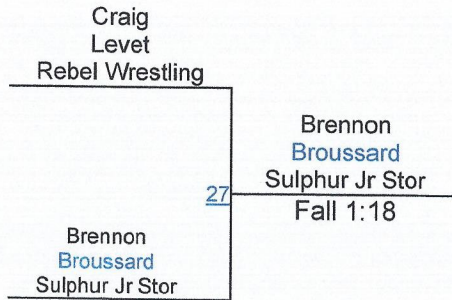 Craig
Levet
Rebel Wrestling
Brennon
Broussard
Sulphur Jr Stor
27
Fall 1:18
Brennon
Broussard
Sulphur Jr Stor